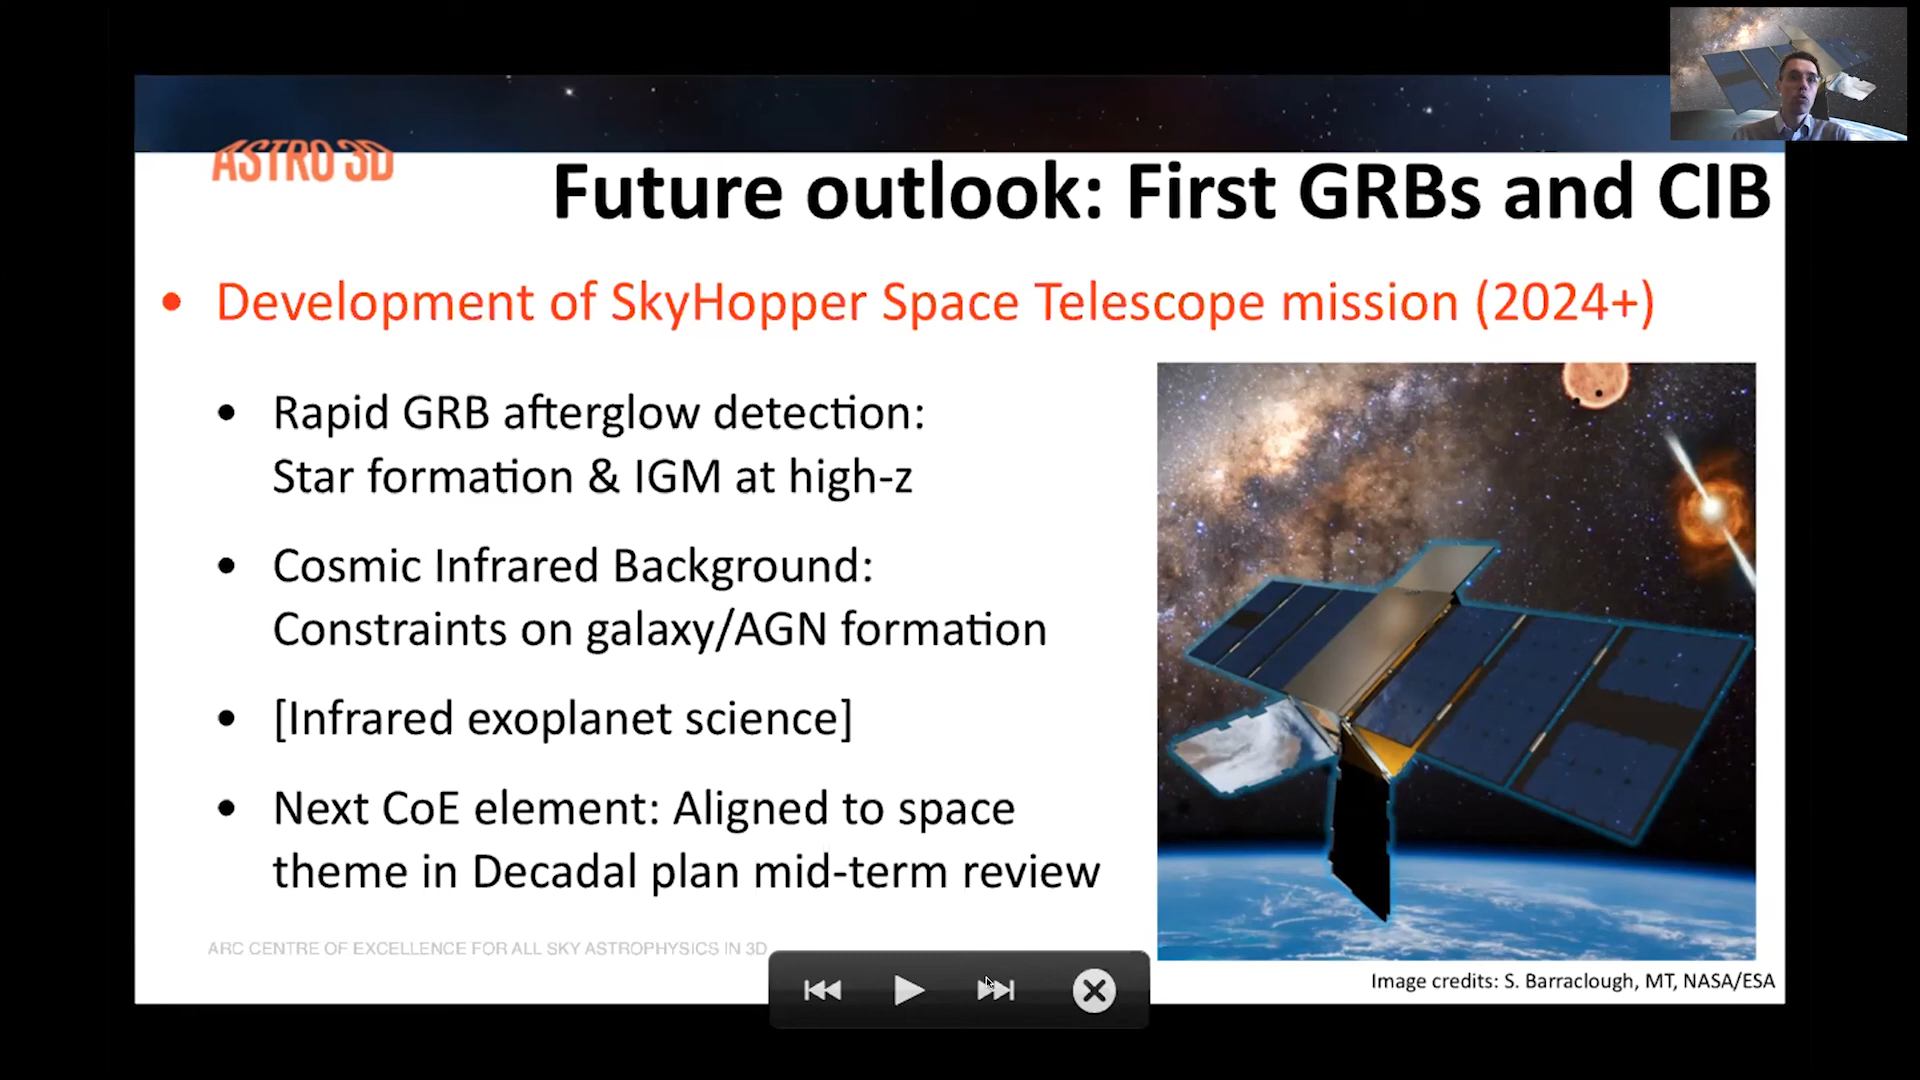 ASTRO 3D
Future outlook: First GRBs and CIB
• Development of SkyHopper Space Telescope mission (2024+)
• Rapid GRB afterglow detection:
Star formation & IGM at high-z
• Cosmic Infrared Background:
Constraints on galaxy/AGN formation
• [Infrared exoplanet science]
• Next CoE element: Aligned to space
theme in Decadal plan mid-term review
ARC CENTRE OF EXCELLENCE FOR ALL SKY ASTROPHYSICS IN 3D
Image credits: S. Barraclough, MT, NASA/ESA